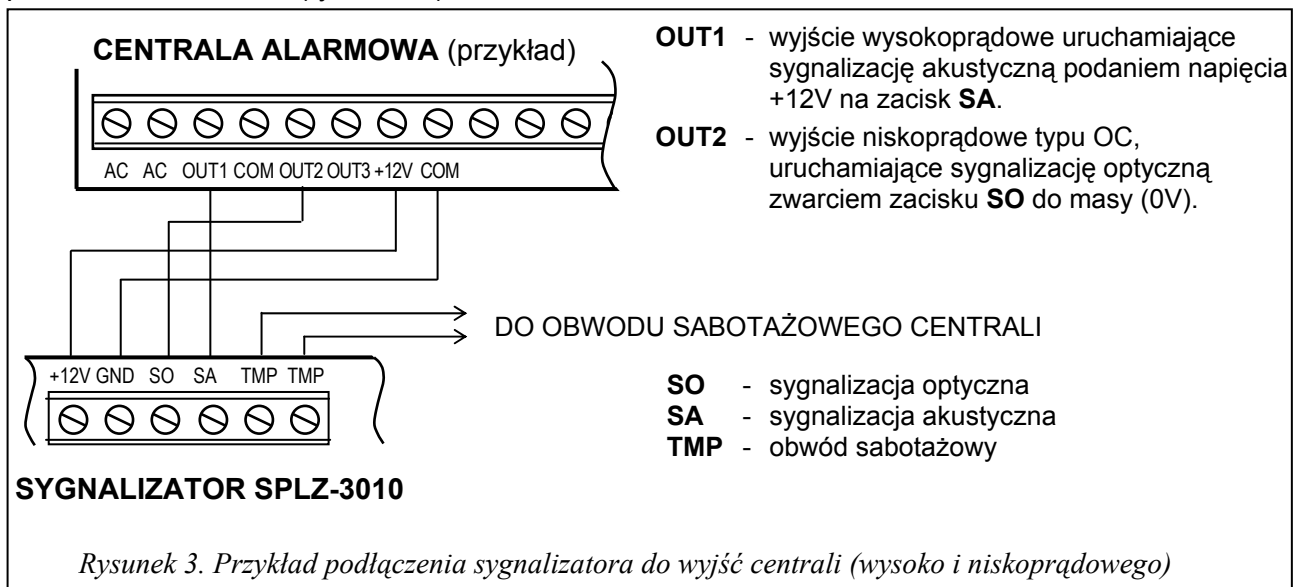 CENTRALA ALARMOWA (przykład)
AC AC OUT1 COM OUT2 OUT3 +12V COM
OUT1 - wyjście wysokoprądowe uruchamiające
sygnalizację akustyczną podaniem napięcia
+12V na zacisk SA.
OUT2 - wyjście niskoprądowe typu OC,
uruchamiające sygnalizację optyczną
zwarciem zacisku SO do masy (0V).
DO OBWODU SABOTAŻOWEGO CENTRALI
+12V GND SO SA TMP TMP
SO - sygnalizacja optyczna
SA - sygnalizacja akustyczna
TMP - obwód sabotażowy
SYGNALIZATOR SPLZ-3010
Rysunek 3. Przykład podłączenia sygnalizatora do wyjść centrali (wysoko i niskoprądowego)